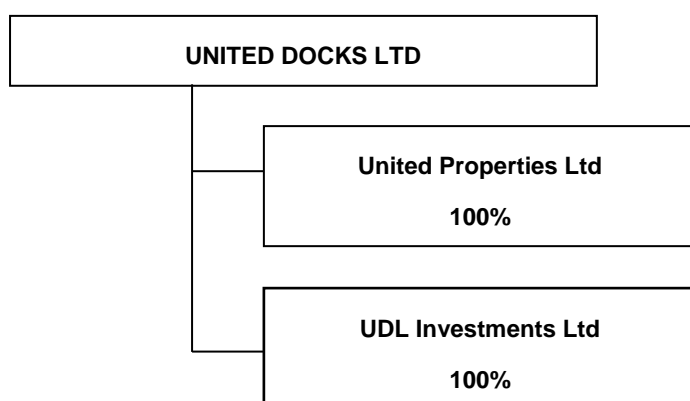 UNITED DOCKS LTD
United Properties Ltd
100%
UDL Investments Ltd
100%